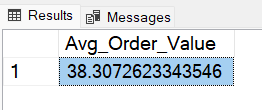 Results Messages
Avg_Order_Value
1 38.3072623343546